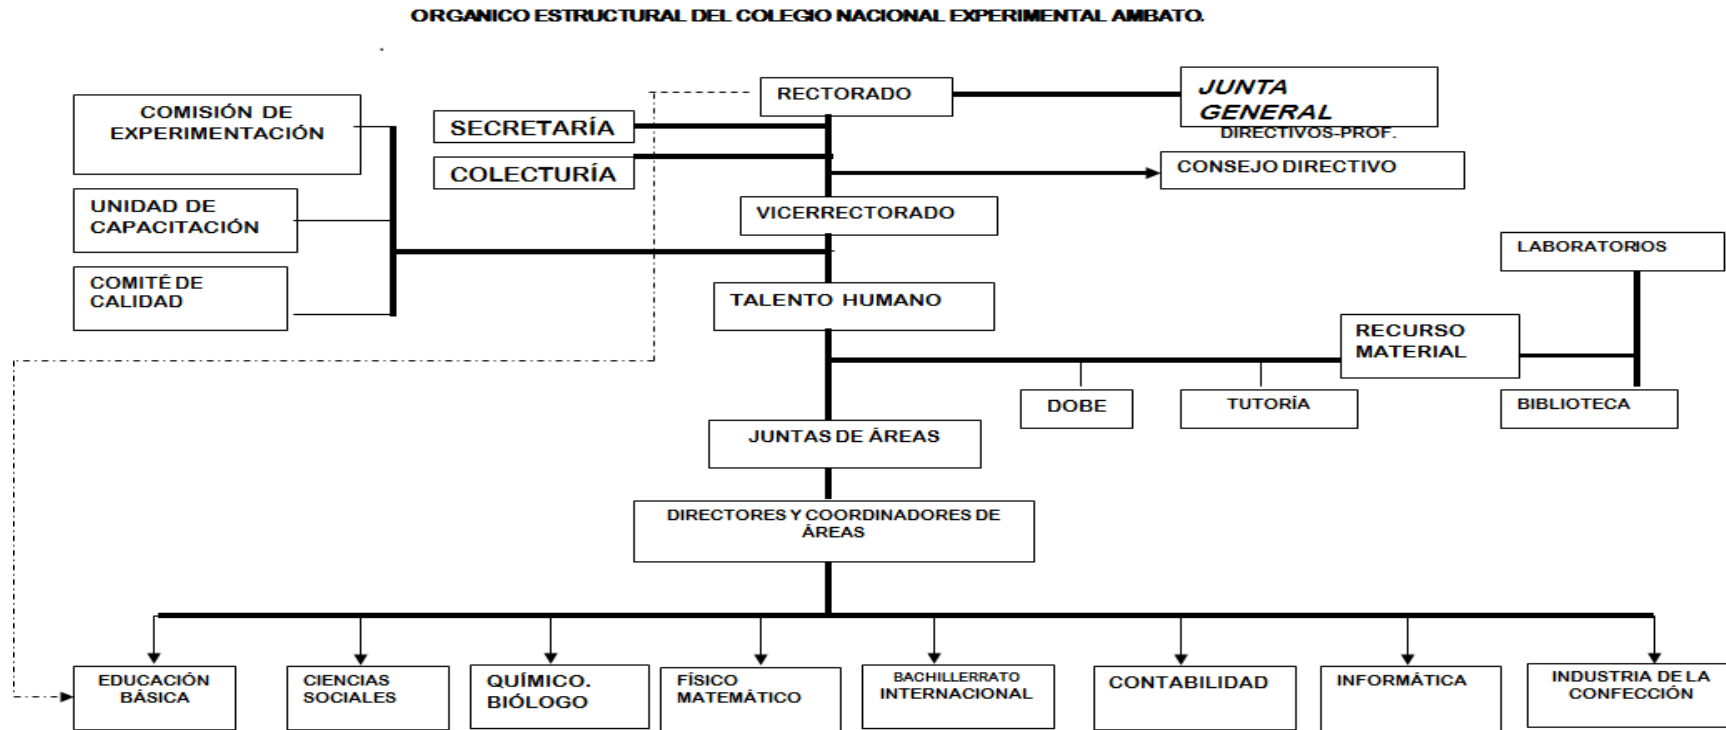 ORGANICO ESTRUCTURAL DEL COLEGIO NACIONAL EXPERIMENTAL AMBATO.
RECTORADO
JUNTA
GENERAL
DIRECTIVOS-PROF.
COMISIÓN DE
EXPERIMENTACIÓN
SECRETARÍA
COLECTURÍA
CONSEJO DIRECTIVO
UNIDAD DE
CAPACITACIÓN
VICERRECTORADO
LABORATORIOS
COMITÉ DE
CALIDAD
TALENTO HUMANO
RECURSO
MATERIAL
DOBE
TUTORÍA
BIBLIOTECA
JUNTAS DE ÁREAS
DIRECTORES Y COORDINADORES DE
ÁREAS
EDUCACIÓN
BÁSICA
CIENCIAS
SOCIALES
QUÍMICO.
BIÓLOGO
FÍSICO
MATEMÁTICO
BACHILLERRATO
INTERNACIONAL
CONTABILIDAD
INFORMÁTICA
INDUSTRIA DE LA
CONFECCIÓN